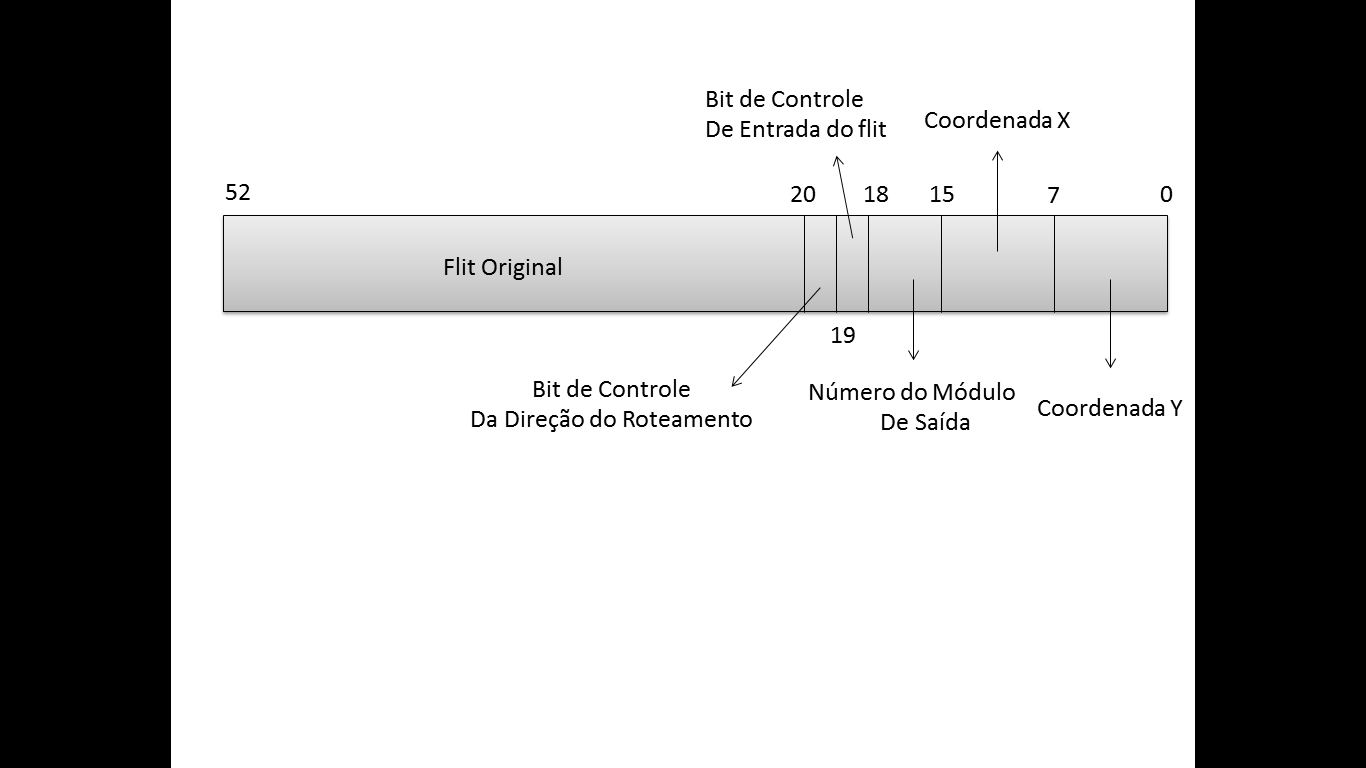 Bit de Controle
De Entrada do flit
Coordenada X
52
20
18
15
7
0
Flit Original
19
Bit de Controle
Da Direção do Roteamento
Número do Módulo
De Saída
Coordenada Y